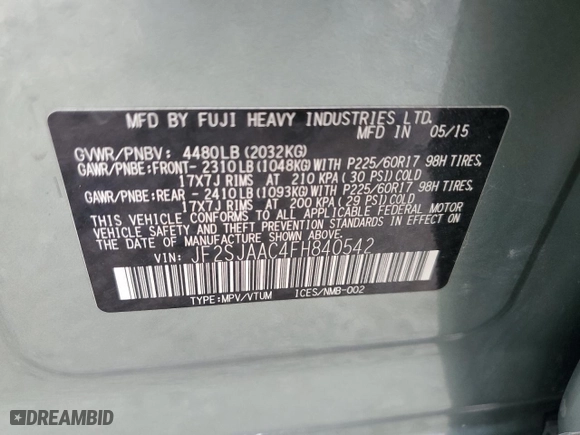 MFD BY FUJI HEAVY INDUSTRIES LTD.
MFD IN 05/15
GVWR/PNBV: 4480LB (2032KG)
GAWR/PNBE:FRONT- 2310LB (1048KG)WITH P225/60R17 98H TIRES,
17X7J RIMS AT 210 KPA ( 30 PSI) COLD
GAWR/PNBE:REAR - 2410LB (1093KG)WITH P225/60R17 98H TIRES,
17X7J RIMS AT 200 KPA ( 29 PSI) COLD
THIS VEHICLE CONFORMS TO ALL APPLICABLE FEDERAL MOTOR
VEHICLE SAFETY AND THEFT PREVENTION STANDARDS IN EFFECT ON
THE DATE OF MANUFACTURE SHOWN ABOVE.
VIN: JF2SJAAC4FH840542
TYPE:MPV/VTUM ICES/NMB-002
DREAMBID